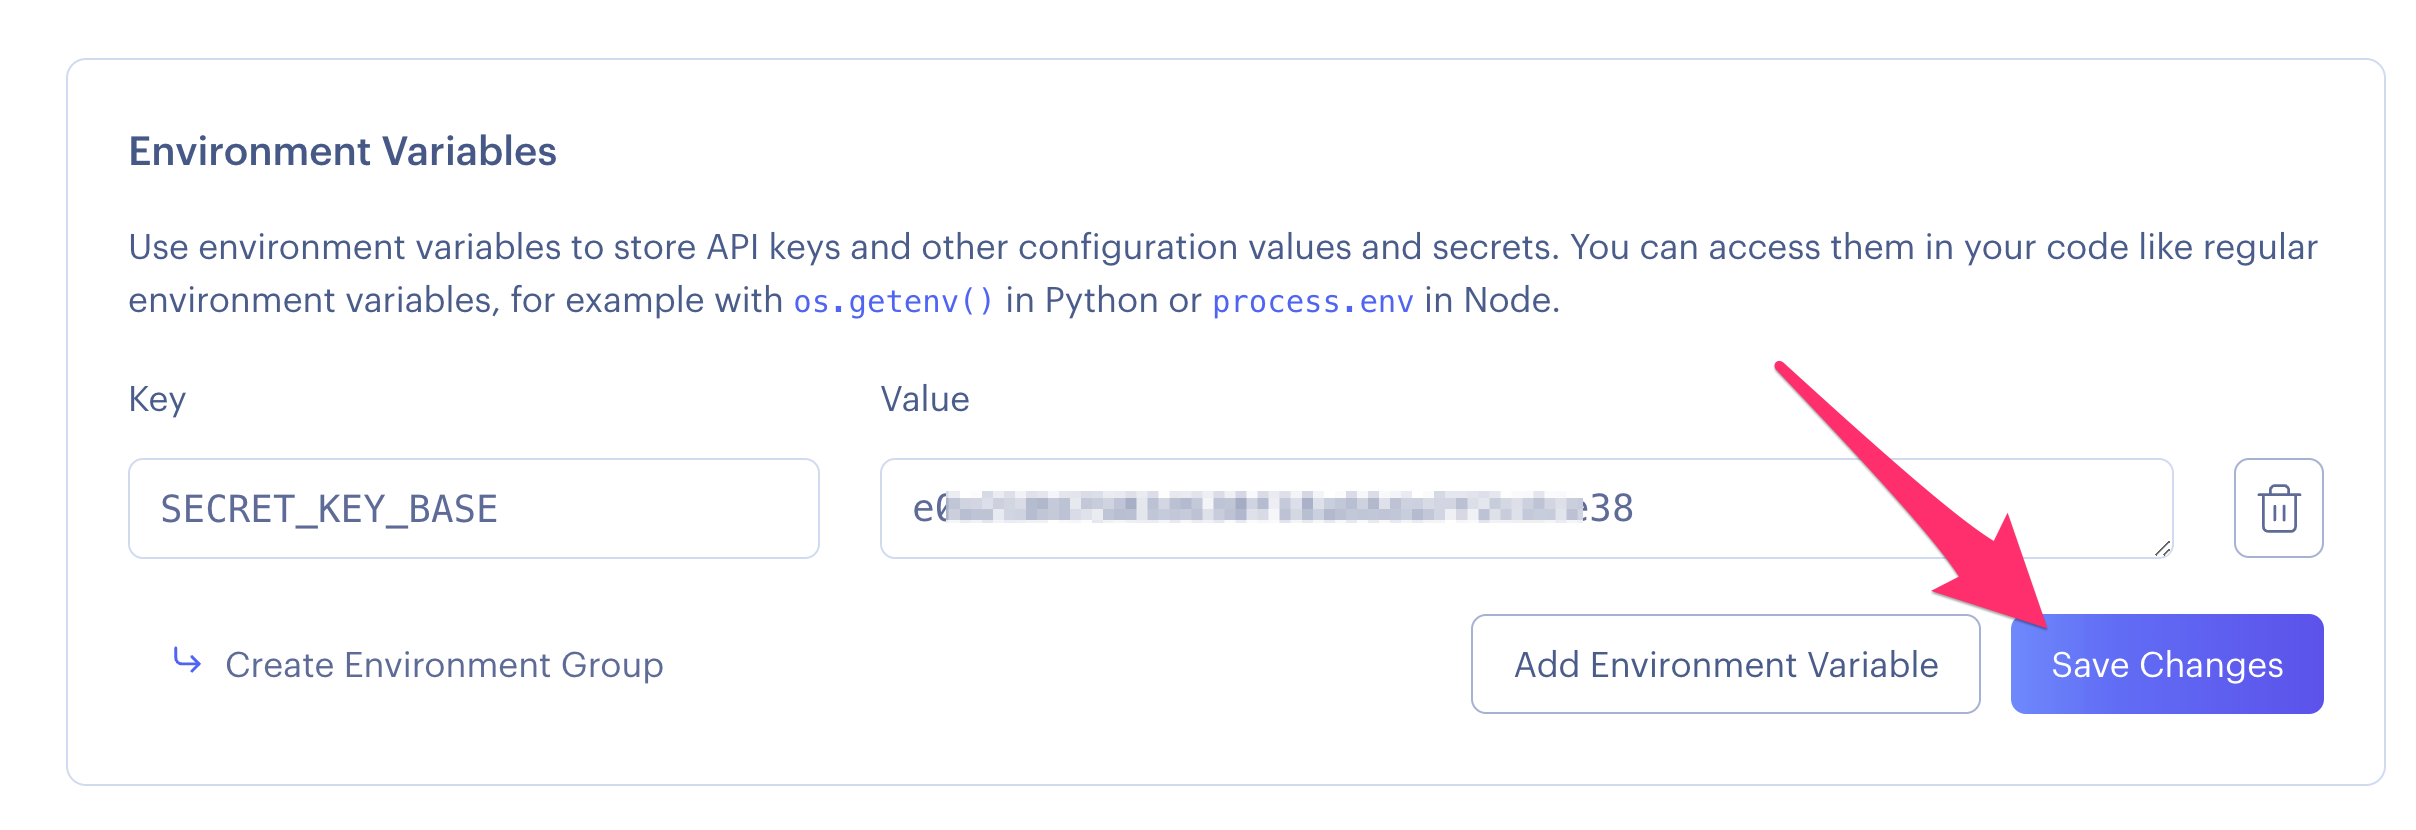 Environment Variables
Use environment variables to store API keys and other configuration values and secrets. You can access them in your code like regular
environment variables, for example with os.getenv() in Python or process.env in Node.
Key
Value
SECRET_KEY_BASE
Create Environment Group
Add Environment Variable
Save Changes